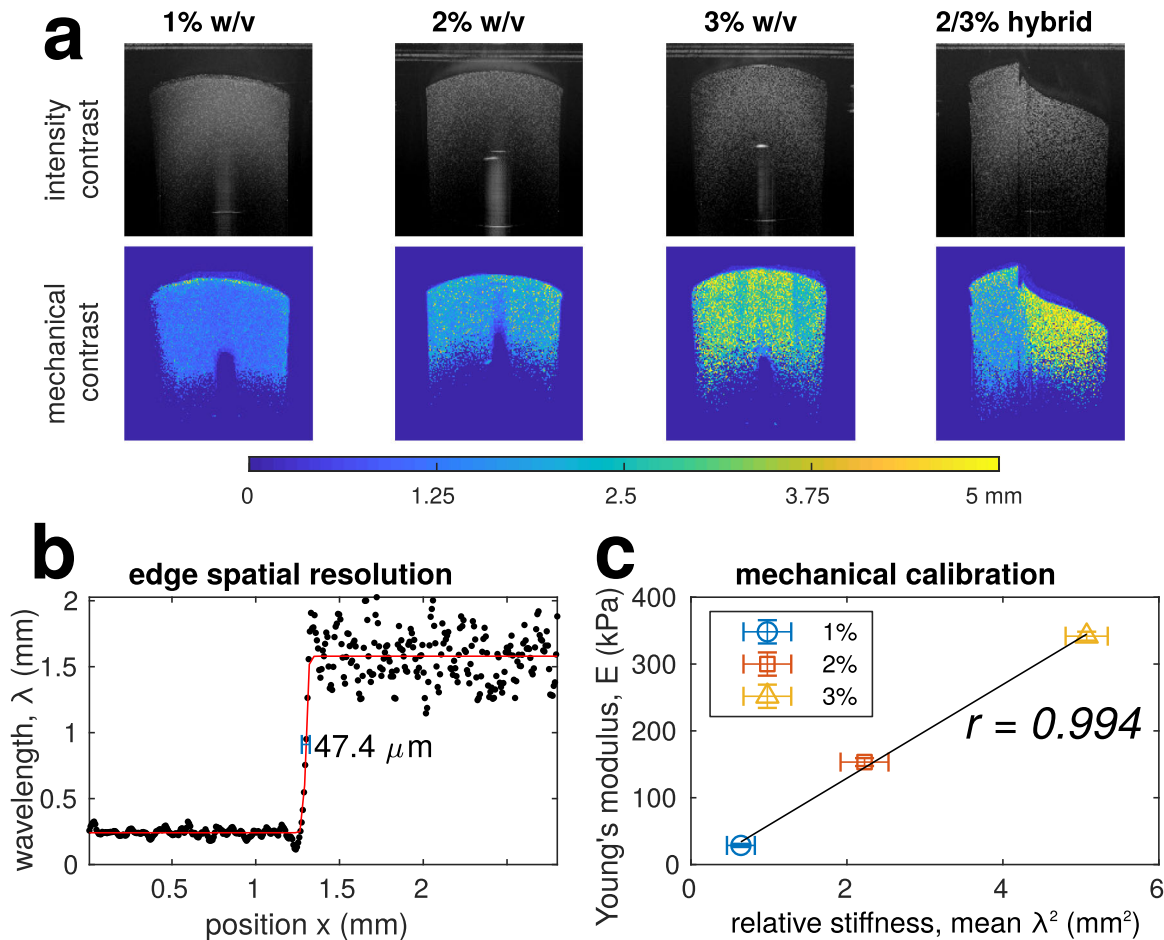 a
1% w/v
2% w/v
3% w/v
2/3% hybrid
intensity
contrast
mechanical
contrast
0
1.25
2.5
3.75
5 mm
b
edge spatial resolution
wavelength, λ (mm)
2
1.5
1
0.5
0
47.4 μm
0.5
1
1.5
2
position x (mm)
c
mechanical calibration
Young's modulus, E (kPa)
400
300
200
100
0
1%
2%
3%
r = 0.994
0
2
4
6
relative stiffness, mean λ² (mm²)